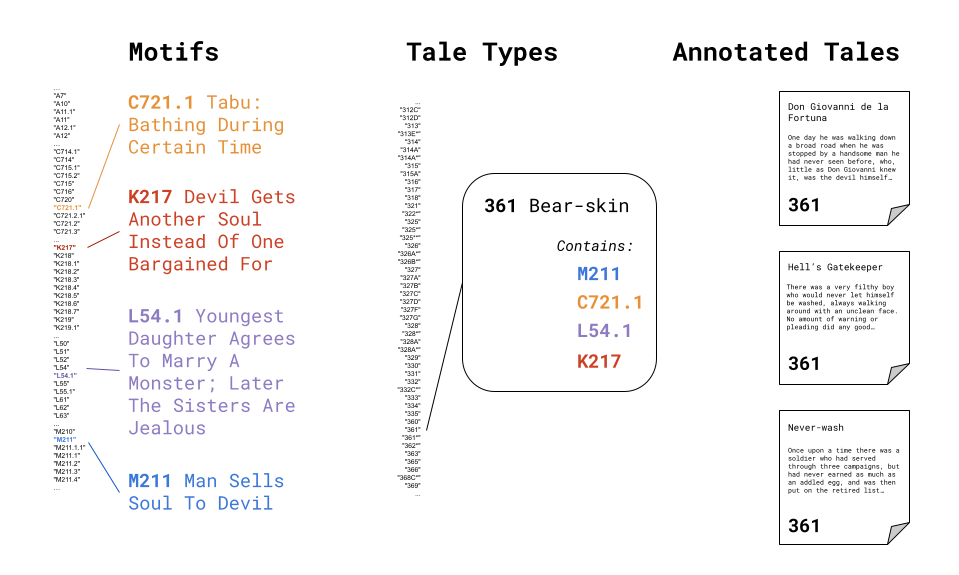 Motifs
Tale Types
Annotated Tales
...
"A7"
"A10"
"A11.1"
"A11"
"A12.1"
"A12"
...
"C714.1"
"C714"
"C715.1"
"C715.2"
"C715"
"C716"
"C720"
"C721.1"
"C721.2.1"
"C721.2"
"C721.3"
...
"K217"
"K218"
"K218.1"
"K218.2"
"K218.3"
"K218.4"
"K218.5"
"K218.6"
"K218.7"
"K219"
"K219.1"
...
"L50"
"L51"
"L52"
"L54"
"L54.1"
"L55"
"L55.1"
"L61"
"L62"
"L63"
...
"M210"
"M211"
"M211.1.1"
"M211.1"
"M211.2"
"M211.3"
"M211.4"
...
C721.1 Tabu:
Bathing During
Certain Time
K217 Devil Gets
Another Soul
Instead Of One
Bargained For
L54.1 Youngest
Daughter Agrees
To Marry A
Monster; Later
The Sisters Are
Jealous
M211 Man Sells
Soul To Devil
...
"312C"
"312D"
"313"
"313E*"
"314"
"314A"
"314A*"
"315"
"315A"
"316"
"317"
"318"
"321"
"322*"
"325"
"325*"
"325**"
"326"
"326A*"
"326B*"
"327"
"327A"
"327B"
"327C"
"327D"
"327F"
"327G"
"328"
"328*"
"328A"
"328A*"
"329"
"330"
"331"
"332"
"332C*"
"333"
"334"
"335"
"360"
"361"
"361*"
"362*"
"363"
"365"
"366"
"368C*"
"369"
...
361 Bear-skin
Contains:
M211
C721.1
L54.1
K217
Don Giovanni de la
Fortuna
One day he was walking down
a broad road when he was
stopped by a handsome man he
had never seen before, who,
little as Don Giovanni knew
it, was the devil himself…
361
Hell's Gatekeeper
There was a very filthy boy
who would never let himself
be washed, always walking
around with an unclean face.
No amount of warning or
pleading did any good…
361
Never-wash
Once upon a time there was a
soldier who had served
through three campaigns, but
had never earned as much as
an addled egg, and was then
put on the retired list…
361